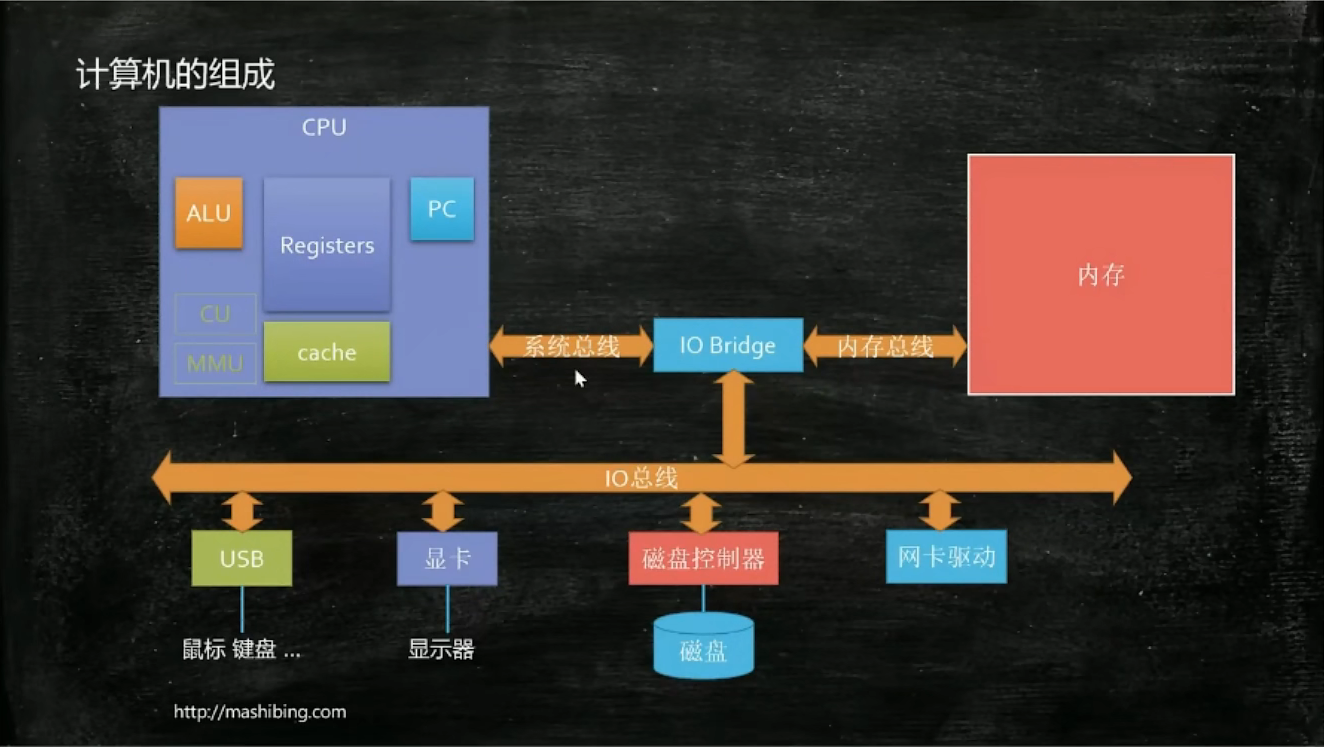 计算机的组成
CPU
ALU
Registers
PC
CU
MMU
cache
系统总线
IO Bridge
内存总线
内存
IO总线
USB
显卡
磁盘控制器
网卡驱动
鼠标 键盘 ...
显示器
磁盘
http://mashibing.com